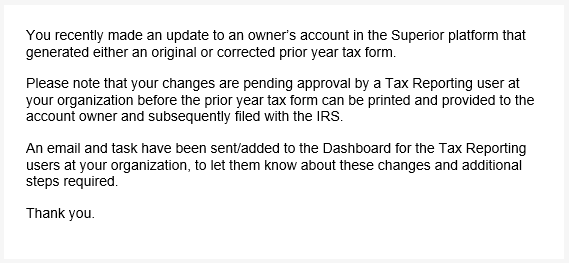 You recently made an update to an owner's account in the Superior platform that
generated either an original or corrected prior year tax form.
Please note that your changes are pending approval by a Tax Reporting user at
your organization before the prior year tax form can be printed and provided to the
account owner and subsequently filed with the IRS.
An email and task have been sent/added to the Dashboard for the Tax Reporting
users at your organization, to let them know about these changes and additional
steps required.
Thank you.